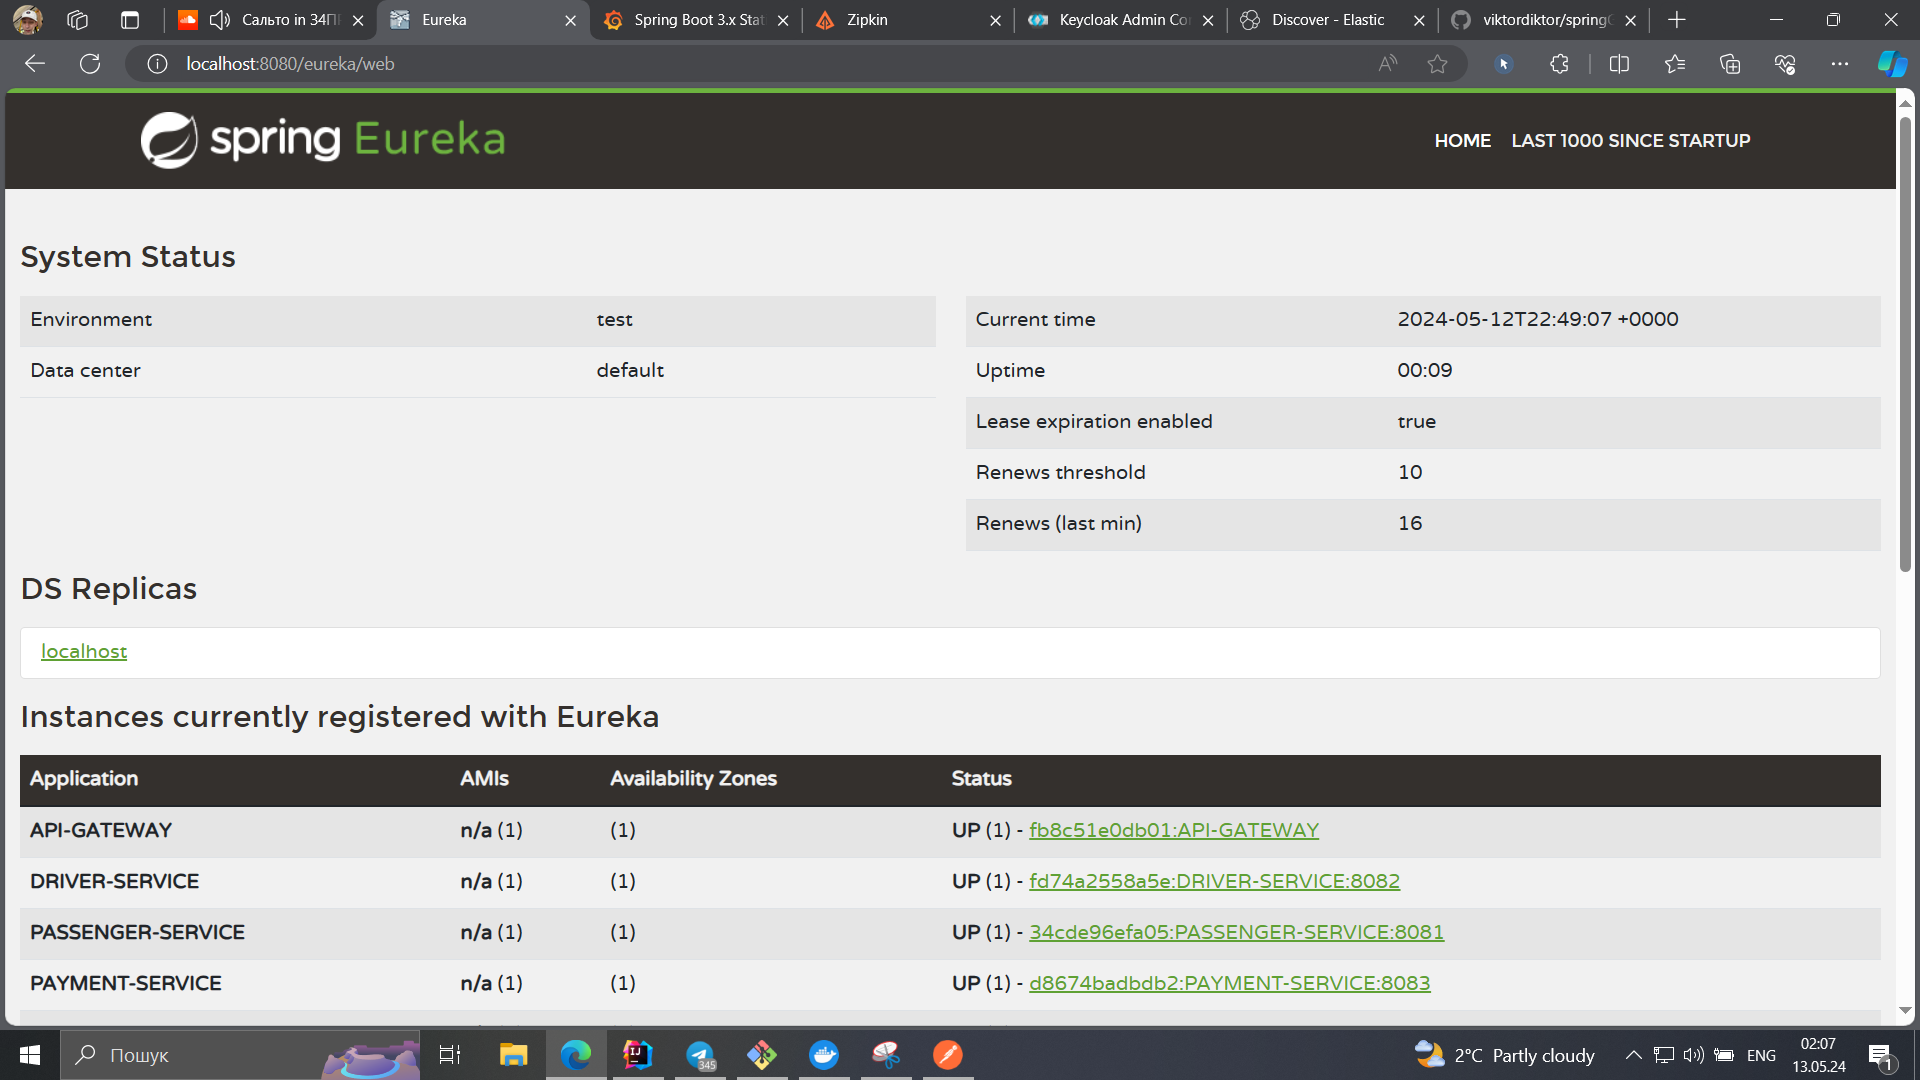 Сальто in 34П
Eureka
Spring Boot 3.x Stat
Zipkin
Keycloak Admin Co
Discover - Elastic
viktordiktor/spring
localhost:8080/eureka/web
spring Eureka
HOME
LAST 1000 SINCE STARTUP
System Status
Environment test
Data center default
Current time 2024-05-12T22:49:07 +0000
Uptime 00:09
Lease expiration enabled true
Renews threshold 10
Renews (last min) 16
DS Replicas
localhost
Instances currently registered with Eureka
Application AMIs Availability Zones Status
API-GATEWAY n/a (1) (1) UP (1) - fb8c51e0db01:API-GATEWAY
DRIVER-SERVICE n/a (1) (1) UP (1) - fd74a2558a5e:DRIVER-SERVICE:8082
PASSENGER-SERVICE n/a (1) (1) UP (1) - 34cde96efa05:PASSENGER-SERVICE:8081
PAYMENT-SERVICE n/a (1) (1) UP (1) - d8674badbdb2:PAYMENT-SERVICE:8083
Пошук
345
2°C Partly cloudy
ENG
02:07
13.05.24
1